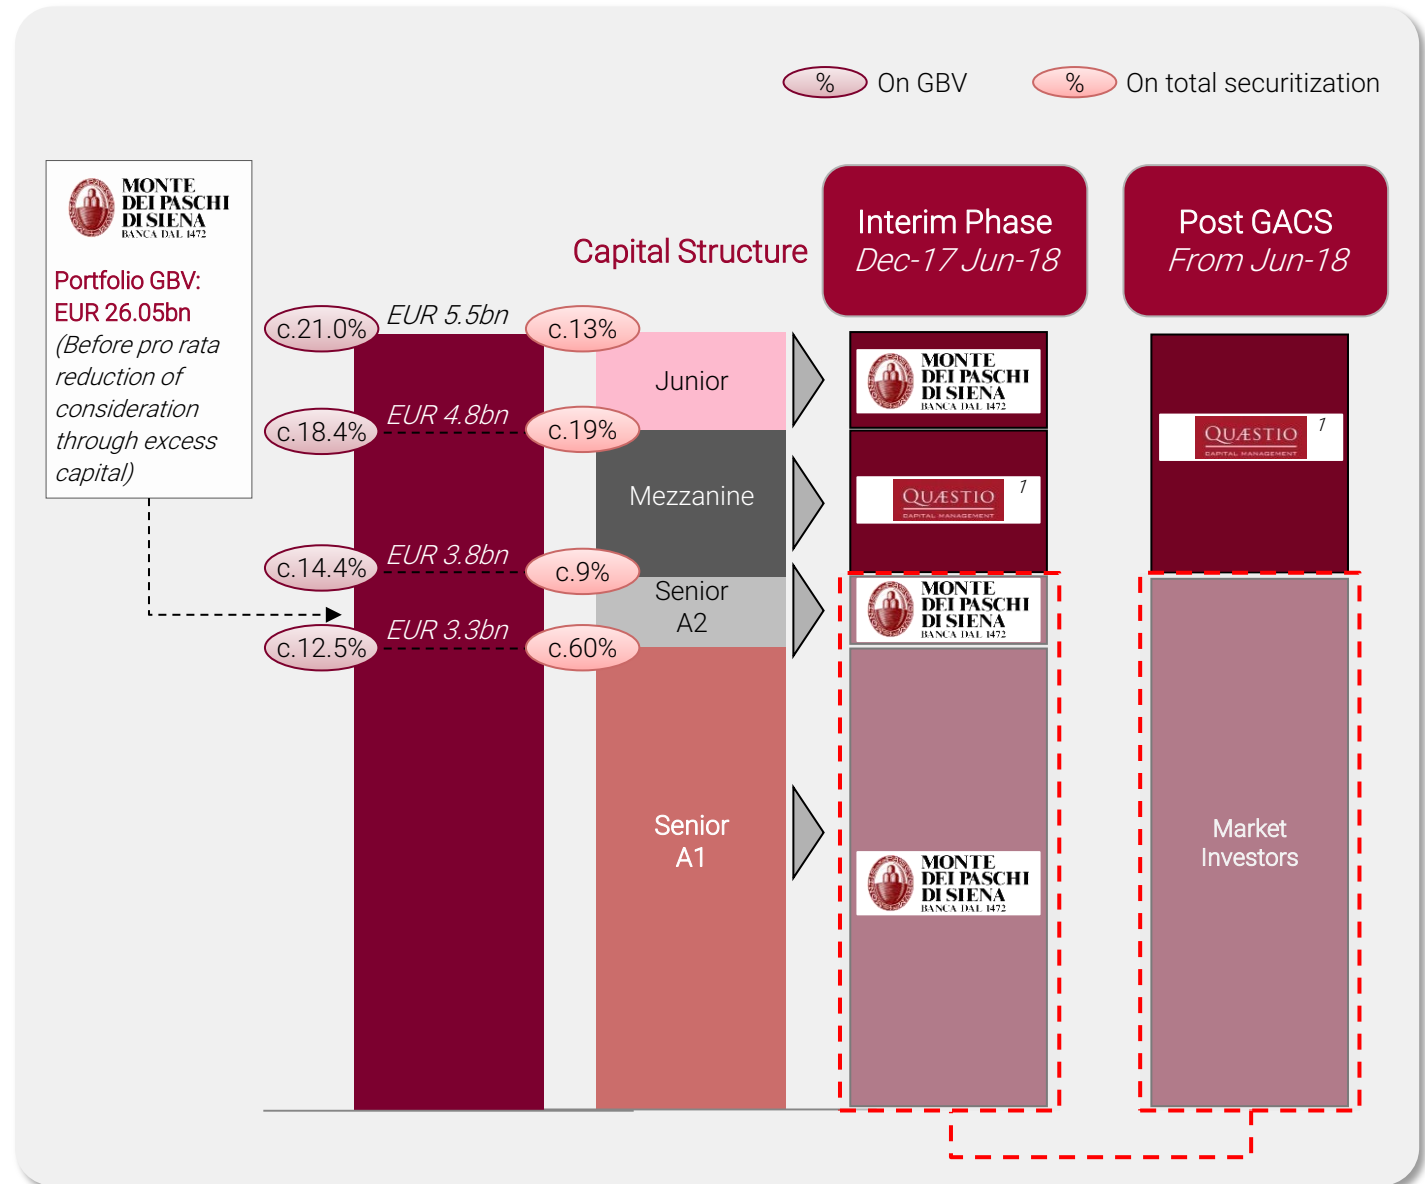 % On GBV
% On total securitization
MONTE
DEI PASCHI
DI SIENA
BANCA DAL 1472
Portfolio GBV:
EUR 26.05bn
(Before pro rata
reduction of
consideration
through excess
capital)
Capital Structure
Interim Phase
Dec-17 Jun-18
Post GACS
From Jun-18
c.21.0%
EUR 5.5bn
c.13%
c.18.4%
EUR 4.8bn
c.19%
c.14.4%
EUR 3.8bn
c.9%
c.12.5%
EUR 3.3bn
c.60%
Junior
Mezzanine
Senior
A2
Senior
A1
MONTE
DEI PASCHI
DI SIENA
BANCA DAL 1472
QUÆSTIO 1
CAPITAL MANAGEMENT
MONTE
DEI PASCHI
DI SIENA
BANCA DAL 1472
MONTE
DEI PASCHI
DI SIENA
BANCA DAL 1472
QUÆSTIO 1
CAPITAL MANAGEMENT
Market
Investors